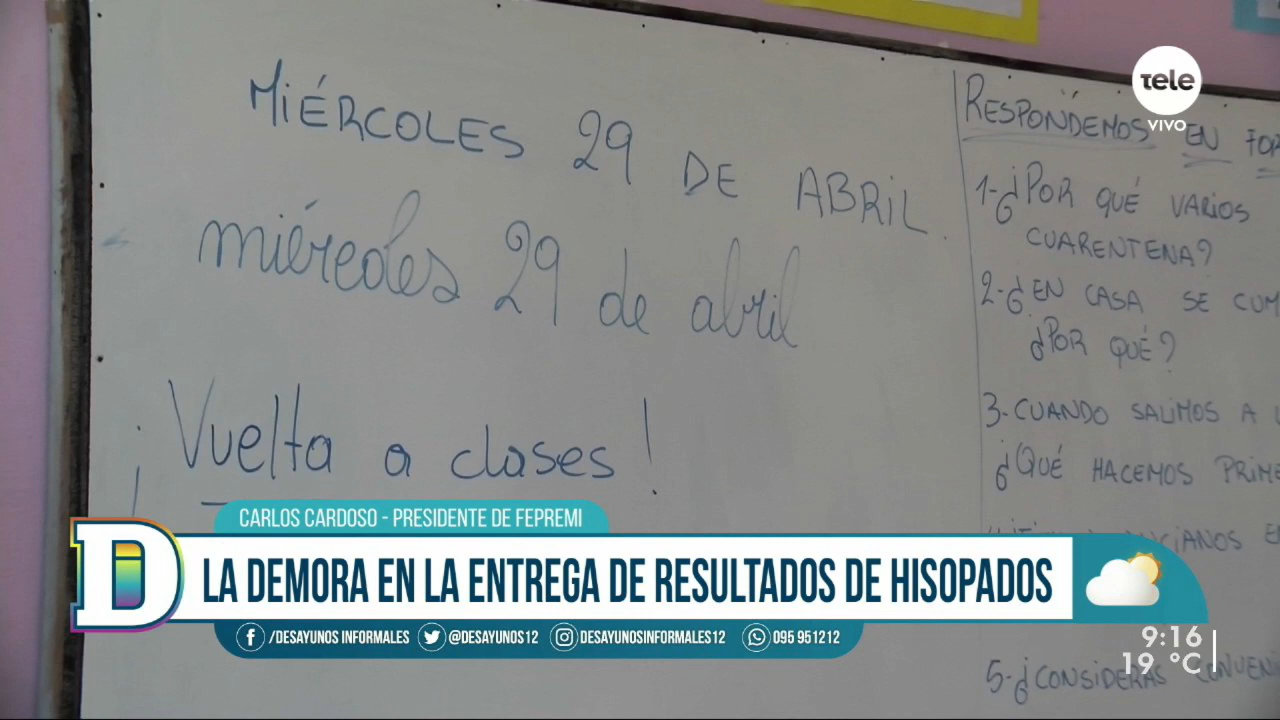 MIÉRCOLES 29 DE ABRIL.
miércoles 29 de abril
¡Vuelta a clases!
RESPONDEMOS EN
1-¿POR QUÉ VARIOS
CUARENTENA?
2-¿EN CASA SE
¿POR QUÉ?
3-CUANDO SALIMOS A
¿QUÉ HACEMOS
5-¿CONSIDERAS
tele
VIVO
CARLOS CARDOSO - PRESIDENTE DE FEPREMI
D
LA DEMORA EN LA ENTREGA DE RESULTADOS DE HISOPADOS
/DESAYUNOS INFORMALES @DESAYUNOS12 DESAYUNOSINFORMALES12 095 951212
9:16
19 °C